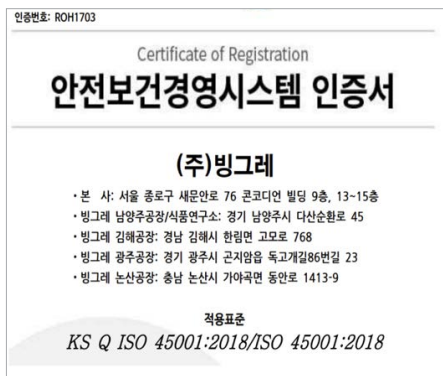 인증번호: ROH1703
Certificate of Registration
안전보건경영시스템 인증서
(주)빙그레
· 본 사: 서울 종로구 새문안로 76 콘코디언 빌딩 9층, 13~15층
· 빙그레 남양주공장/식품연구소: 경기 남양주시 다산순환로 45
· 빙그레 김해공장: 경남 김해시 한림면 고모로 768
· 빙그레 광주공장: 경기 광주시 곤지암읍 독고개길86번길 23
· 빙그레 논산공장: 충남 논산시 가야곡면 동안로 1413-9
적용표준
KS Q ISO 45001:2018/ISO 45001:2018